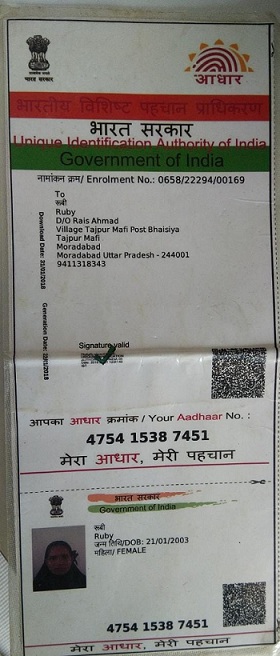 भारत सरकार
आधार
भारतीय विशिष्ट पहचान प्राधिकरण
भारत सरकार
Unique Identification Authority of India
Government of India
नामांकन क्रम/ Enrolment No.: 0658/22294/00169
To
रूबी
Ruby
D/O Rais Ahmad
Village Tajpur Mafi Post Bhaisiya
Tajpur Mafi
Moradabad
Moradabad Uttar Pradesh - 244001
9411318343
Download Date: 21/01/2018
Signature valid
आपका आधार क्रमांक / Your Aadhaar No. :
4754 1538 7451
मेरा आधार, मेरी पहचान
भारत सरकार
Government of India
रूबी
Ruby
जन्म तिथि/DOB: 21/01/2003
महिला/ FEMALE
4754 1538 7451
मेरा आधार, मेरी पहचान